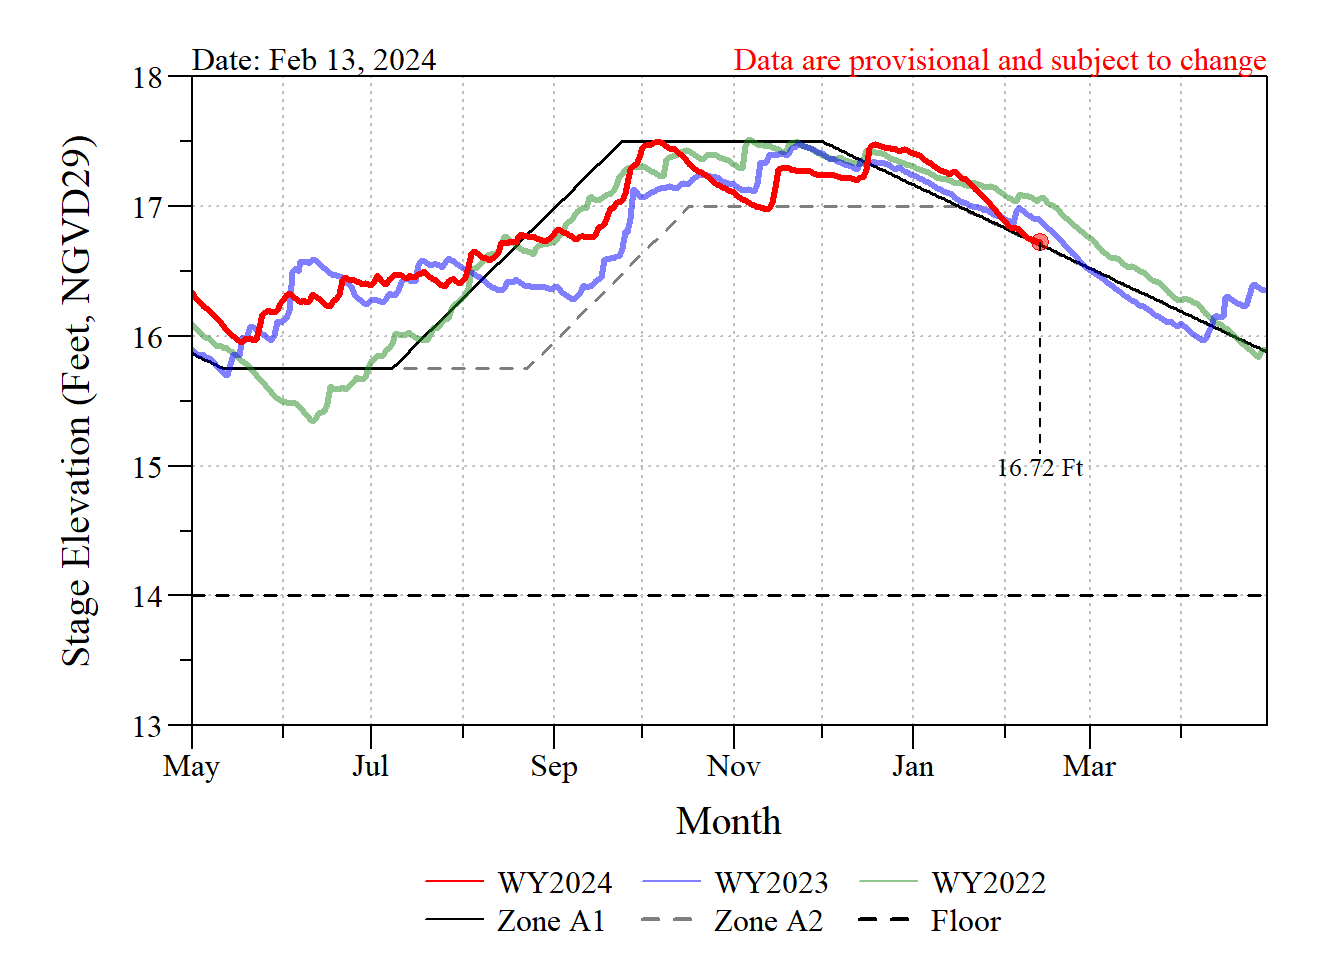 Date: Feb 13, 2024
Data are provisional and subject to change
18
17
16
15
14
13
Stage Elevation (Feet, NGVD29)
16.72 Ft
May Jul Sep Nov Jan Mar
Month
WY2024 WY2023 WY2022
Zone A1 Zone A2 Floor